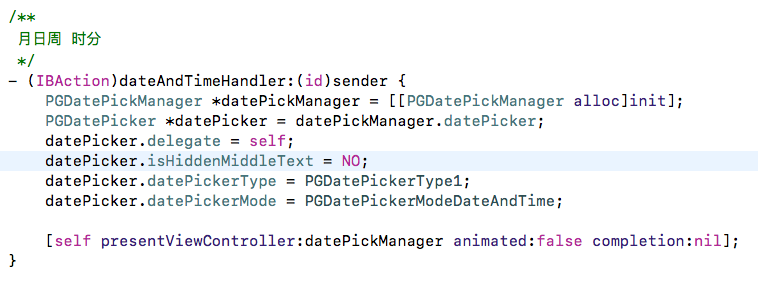 /**
 月日周 时分
 */
- (IBAction)dateAndTimeHandler:(id)sender {
    PGDatePickManager *datePickManager = [[PGDatePickManager alloc]init];
    PGDatePicker *datePicker = datePickManager.datePicker;
    datePicker.delegate = self;
    datePicker.isHiddenMiddleText = NO;
    datePicker.datePickerType = PGDatePickerType1;
    datePicker.datePickerMode = PGDatePickerModeDateAndTime;
    [self presentViewController:datePickManager animated:false completion:nil];
}